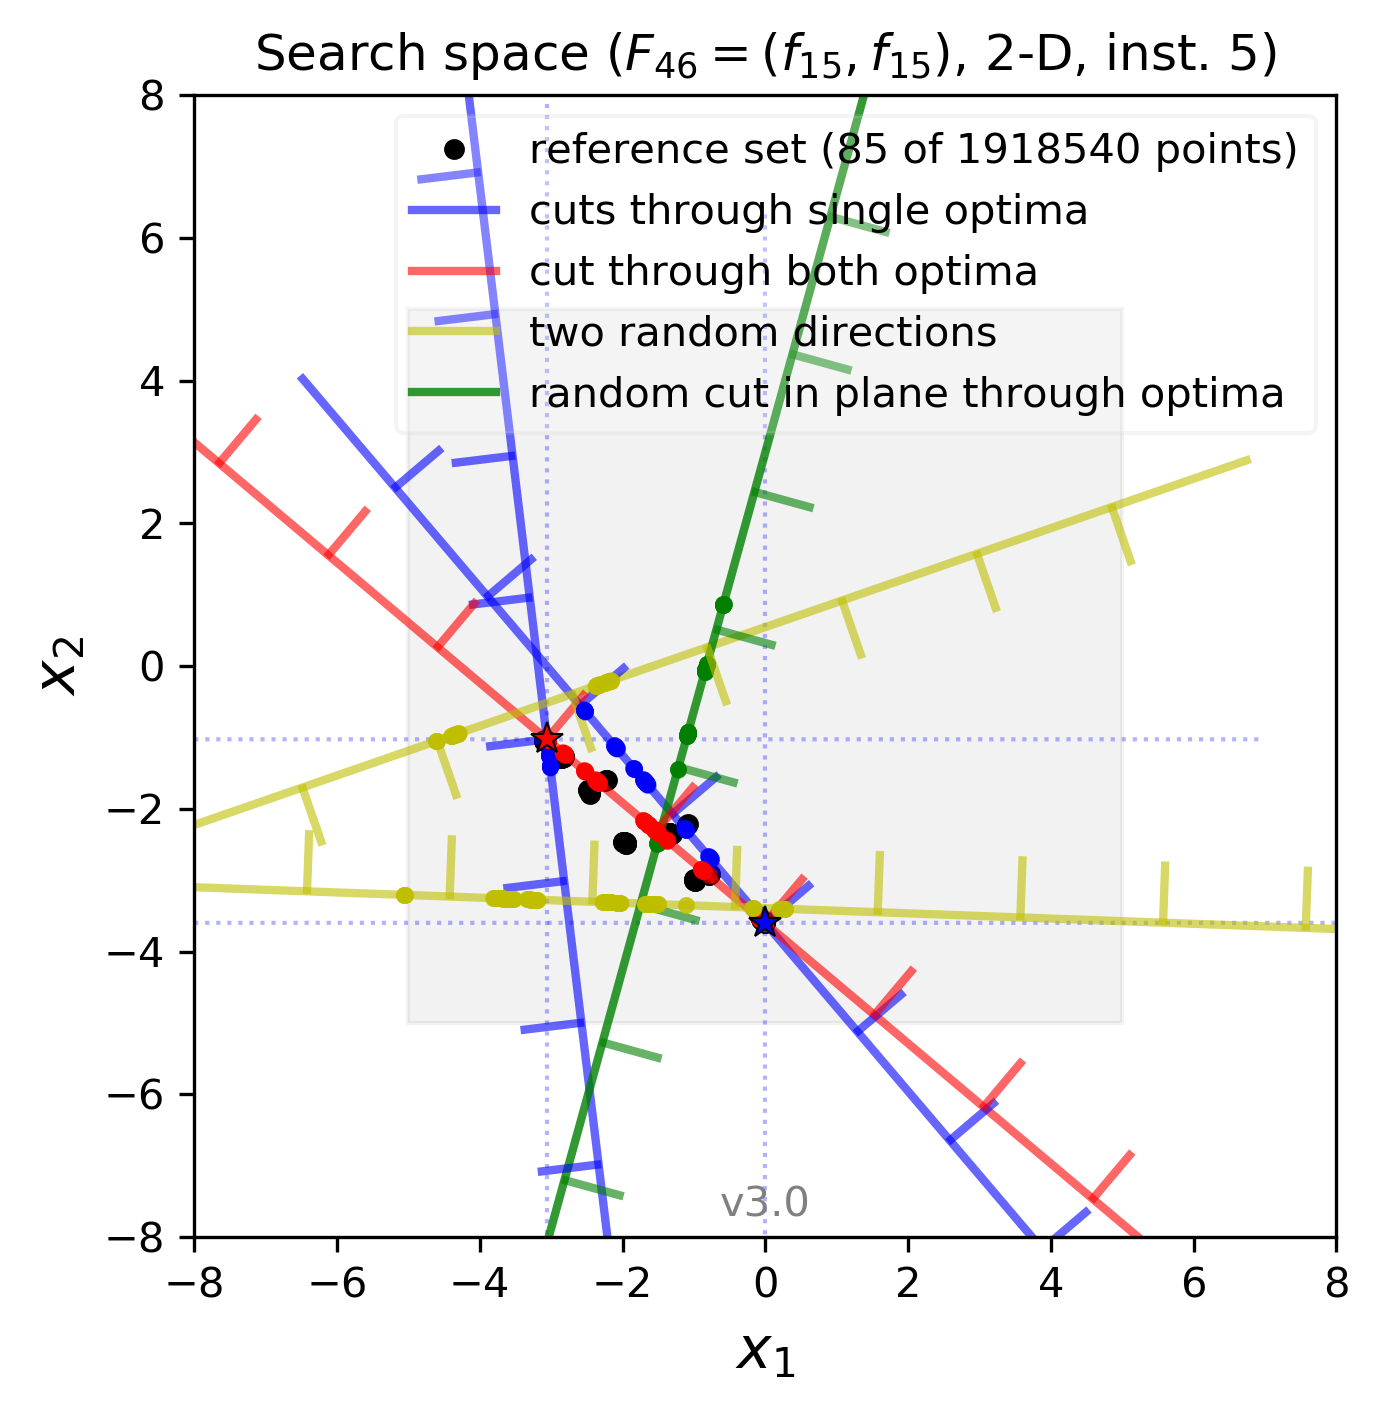 Search space (F₄₆ = (f₁₅, f₁₅), 2-D, inst. 5)
reference set (85 of 1918540 points)
cuts through single optima
cut through both optima
two random directions
random cut in plane through optima
8
6
4
2
0
−2
−4
−6
−8
x₂
v3.0
−8 −6 −4 −2 0 2 4 6 8
x₁